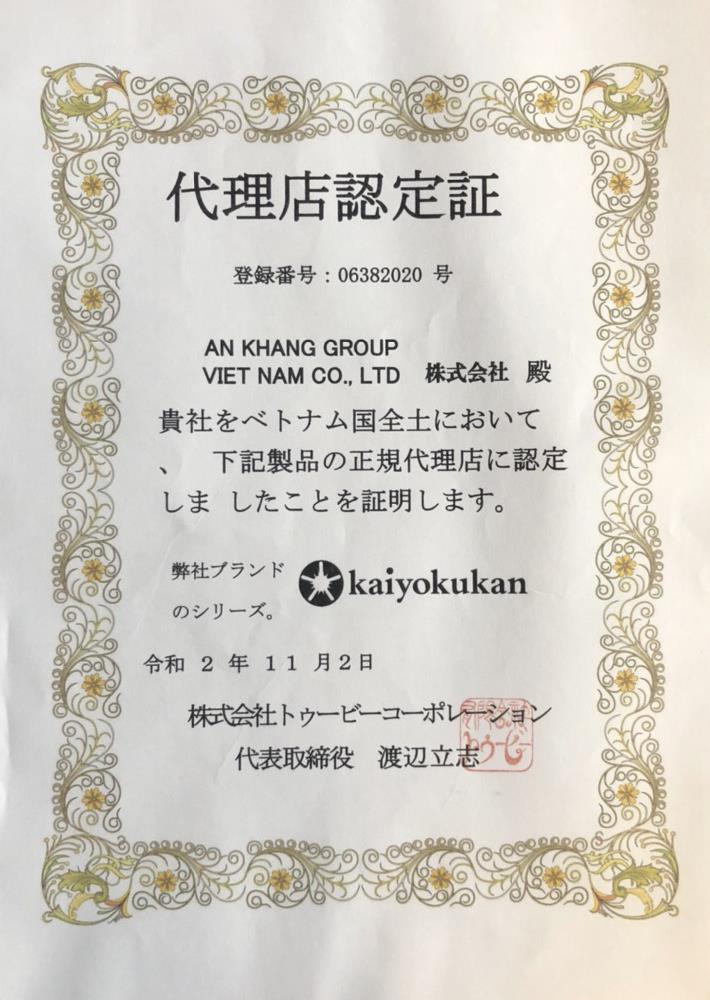 代理店認定証
登録番号：06382020 号
AN KHANG GROUP
VIET NAM CO., LTD 株式会社 殿
貴社をベトナム国全土において
、 下記製品の正規代理店に認定
しま したことを証明します。
弊社ブランド kaiyokukan
のシリーズ。
令和 2 年 11 月2日
株式会社トゥービーコーポレーション
代表取締役 渡辺立志